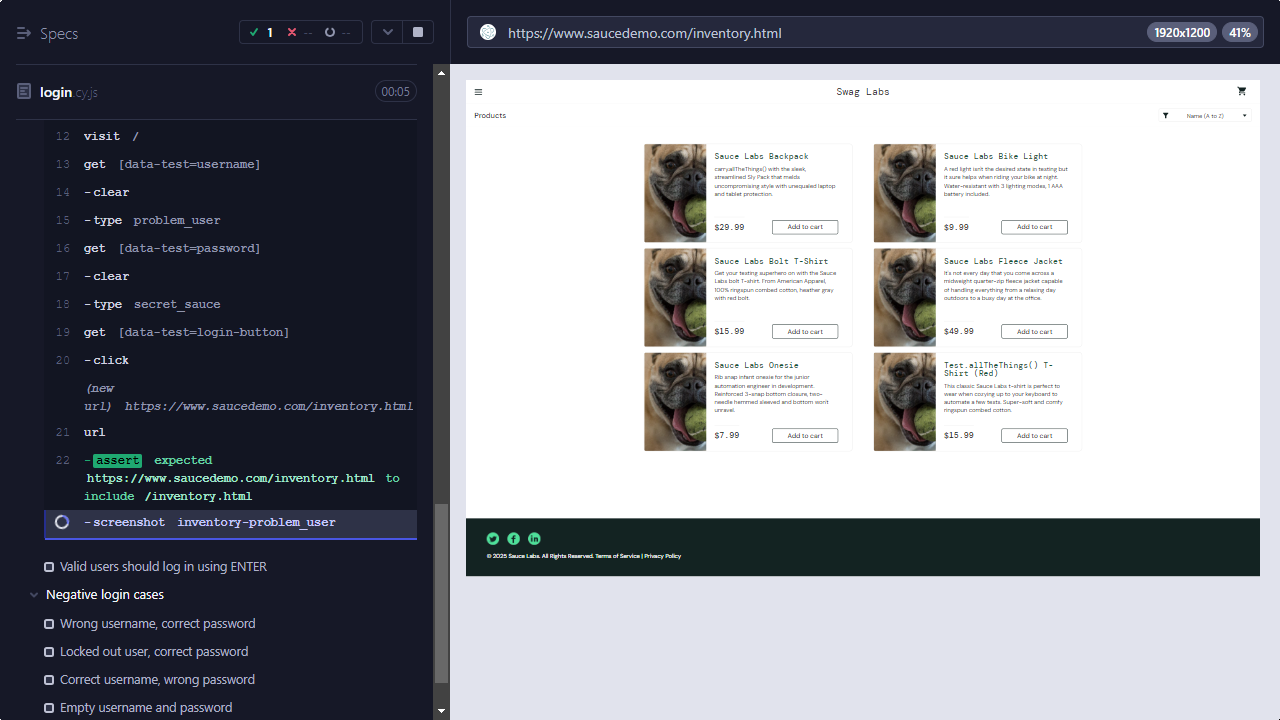 Specs
1 -- --
https://www.saucedemo.com/inventory.html
1920x1200 41%
login.cy.js 00:05
12 visit /
13 get [data-test=username]
14 -clear
15 -type problem_user
16 get [data-test=password]
17 -clear
18 -type secret_sauce
19 get [data-test=login-button]
20 -click
(new
url) https://www.saucedemo.com/inventory.html
21 url
22 -assert expected
https://www.saucedemo.com/inventory.html to
include /inventory.html
-screenshot inventory-problem_user
Valid users should log in using ENTER
Negative login cases
Wrong username, correct password
Locked out user, correct password
Correct username, wrong password
Empty username and password
Swag Labs
Products
Name (A to Z)
Sauce Labs Backpack
carry.allTheThings() with the sleek,
streamlined Sly Pack that melds
uncompromising style with unequaled laptop
and tablet protection.
$29.99 Add to cart
Sauce Labs Bike Light
A red light isn't the desired state in testing but
it sure helps when riding your bike at night.
Water-resistant with 3 lighting modes, 1 AAA
battery included.
$9.99 Add to cart
Sauce Labs Bolt T-Shirt
Get your testing superhero on with the Sauce
Labs bolt T-shirt. From American Apparel,
100% ringspun combed cotton, heather gray
with red bolt.
$15.99 Add to cart
Sauce Labs Fleece Jacket
It's not every day that you come across a
midweight quarter-zip fleece jacket capable
of handling everything from a relaxing day
outdoors to a busy day at the office.
$49.99 Add to cart
Sauce Labs Onesie
Rib snap infant onesie for the junior
automation engineer in development.
Reinforced 3-snap bottom closure, two-
needle hemmed sleeved and bottom won't
unravel.
$7.99 Add to cart
Test.allTheThings() T-
Shirt (Red)
This classic Sauce Labs t-shirt is perfect to
wear when cozying up to your keyboard to
automate a few tests. Super-soft and comfy
ringspun combed cotton.
$15.99 Add to cart
© 2025 Sauce Labs. All Rights Reserved. Terms of Service | Privacy Policy